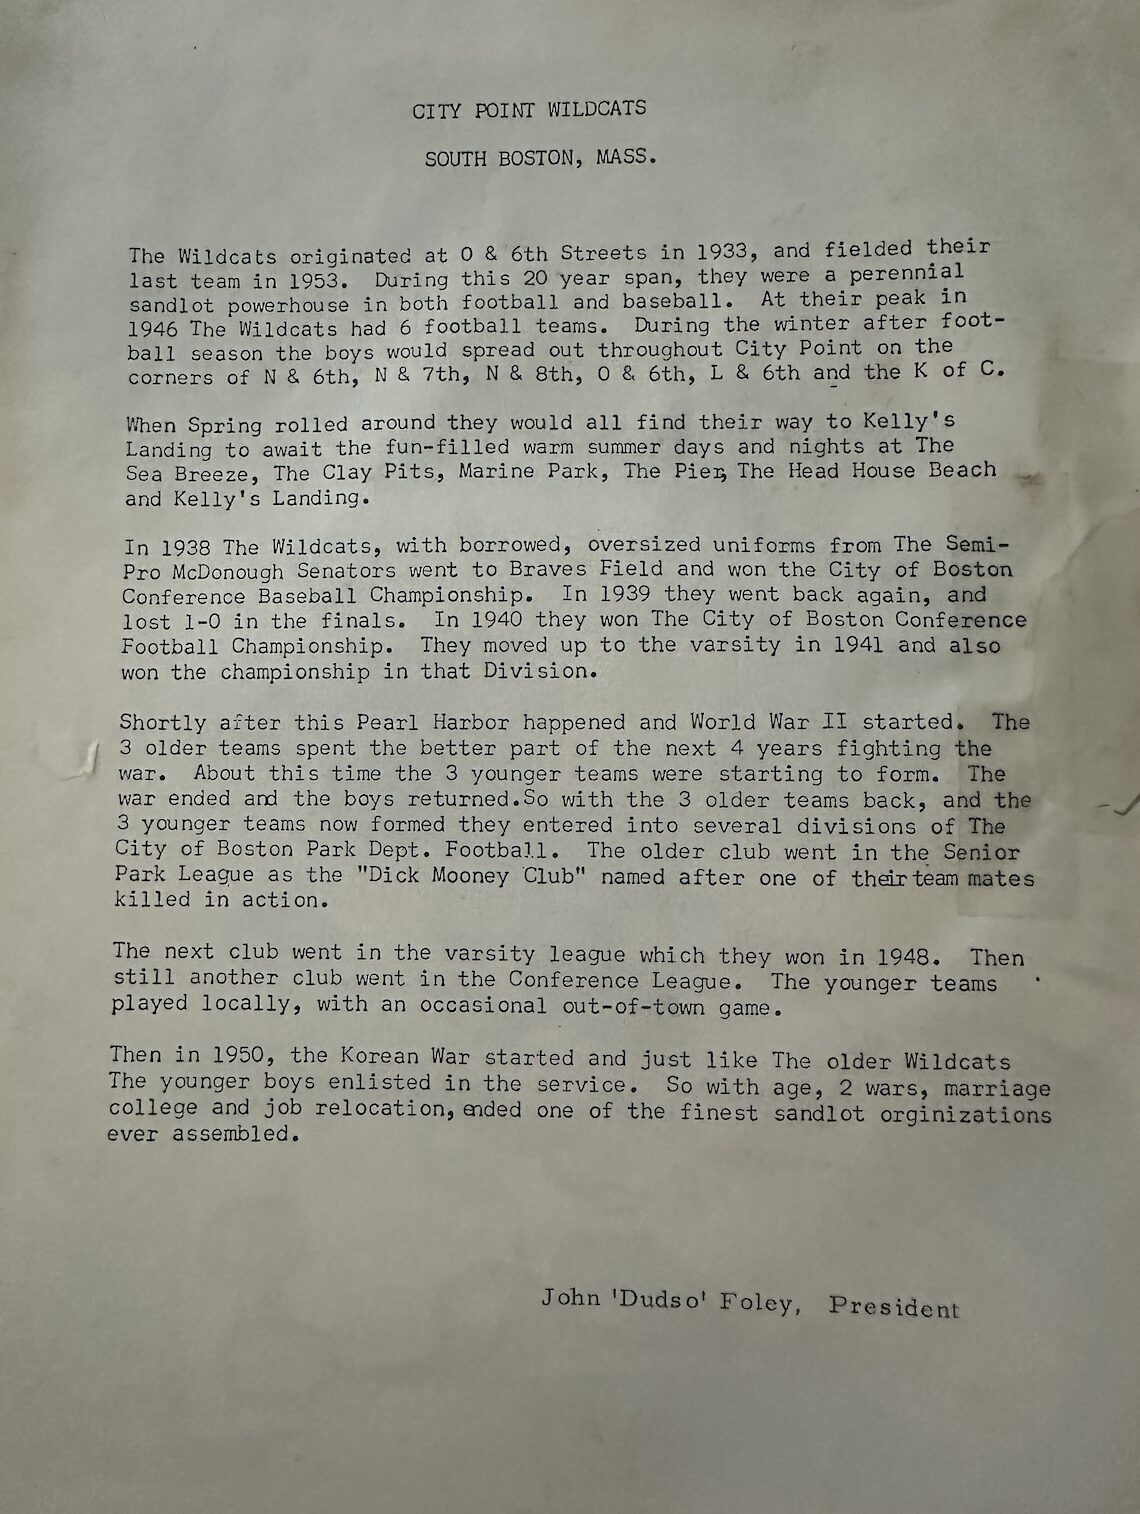 CITY POINT WILDCATS
SOUTH BOSTON, MASS.
The Wildcats originated at O & 6th Streets in 1933, and fielded their
last team in 1953. During this 20 year span, they were a perennial
sandlot powerhouse in both football and baseball. At their peak in
1946 The Wildcats had 6 football teams. During the winter after foot-
ball season the boys would spread out throughout City Point on the
corners of N & 6th, N & 7th, N & 8th, O & 6th, L & 6th and the K of C.
When Spring rolled around they would all find their way to Kelly's
Landing to await the fun-filled warm summer days and nights at The
Sea Breeze, The Clay Pits, Marine Park, The Pier, The Head House Beach
and Kelly's Landing.
In 1938 The Wildcats, with borrowed, oversized uniforms from The Semi-
Pro McDonough Senators went to Braves Field and won the City of Boston
Conference Baseball Championship. In 1939 they went back again, and
lost 1-0 in the finals. In 1940 they won The City of Boston Conference
Football Championship. They moved up to the varsity in 1941 and also
won the championship in that Division.
Shortly after this Pearl Harbor happened and World War II started. The
3 older teams spent the better part of the next 4 years fighting the
war. About this time the 3 younger teams were starting to form. The
war ended and the boys returned.So with the 3 older teams back, and the
3 younger teams now formed they entered into several divisions of The
City of Boston Park Dept. Football. The older club went in the Senior
Park League as the "Dick Mooney Club" named after one of their team mates
killed in action.
The next club went in the varsity league which they won in 1948. Then
still another club went in the Conference League. The younger teams
played locally, with an occasional out-of-town game.
Then in 1950, the Korean War started and just like The older Wildcats
The younger boys enlisted in the service. So with age, 2 wars, marriage
college and job relocation, ended one of the finest sandlot orginizations
ever assembled.
John 'Dudso' Foley, President